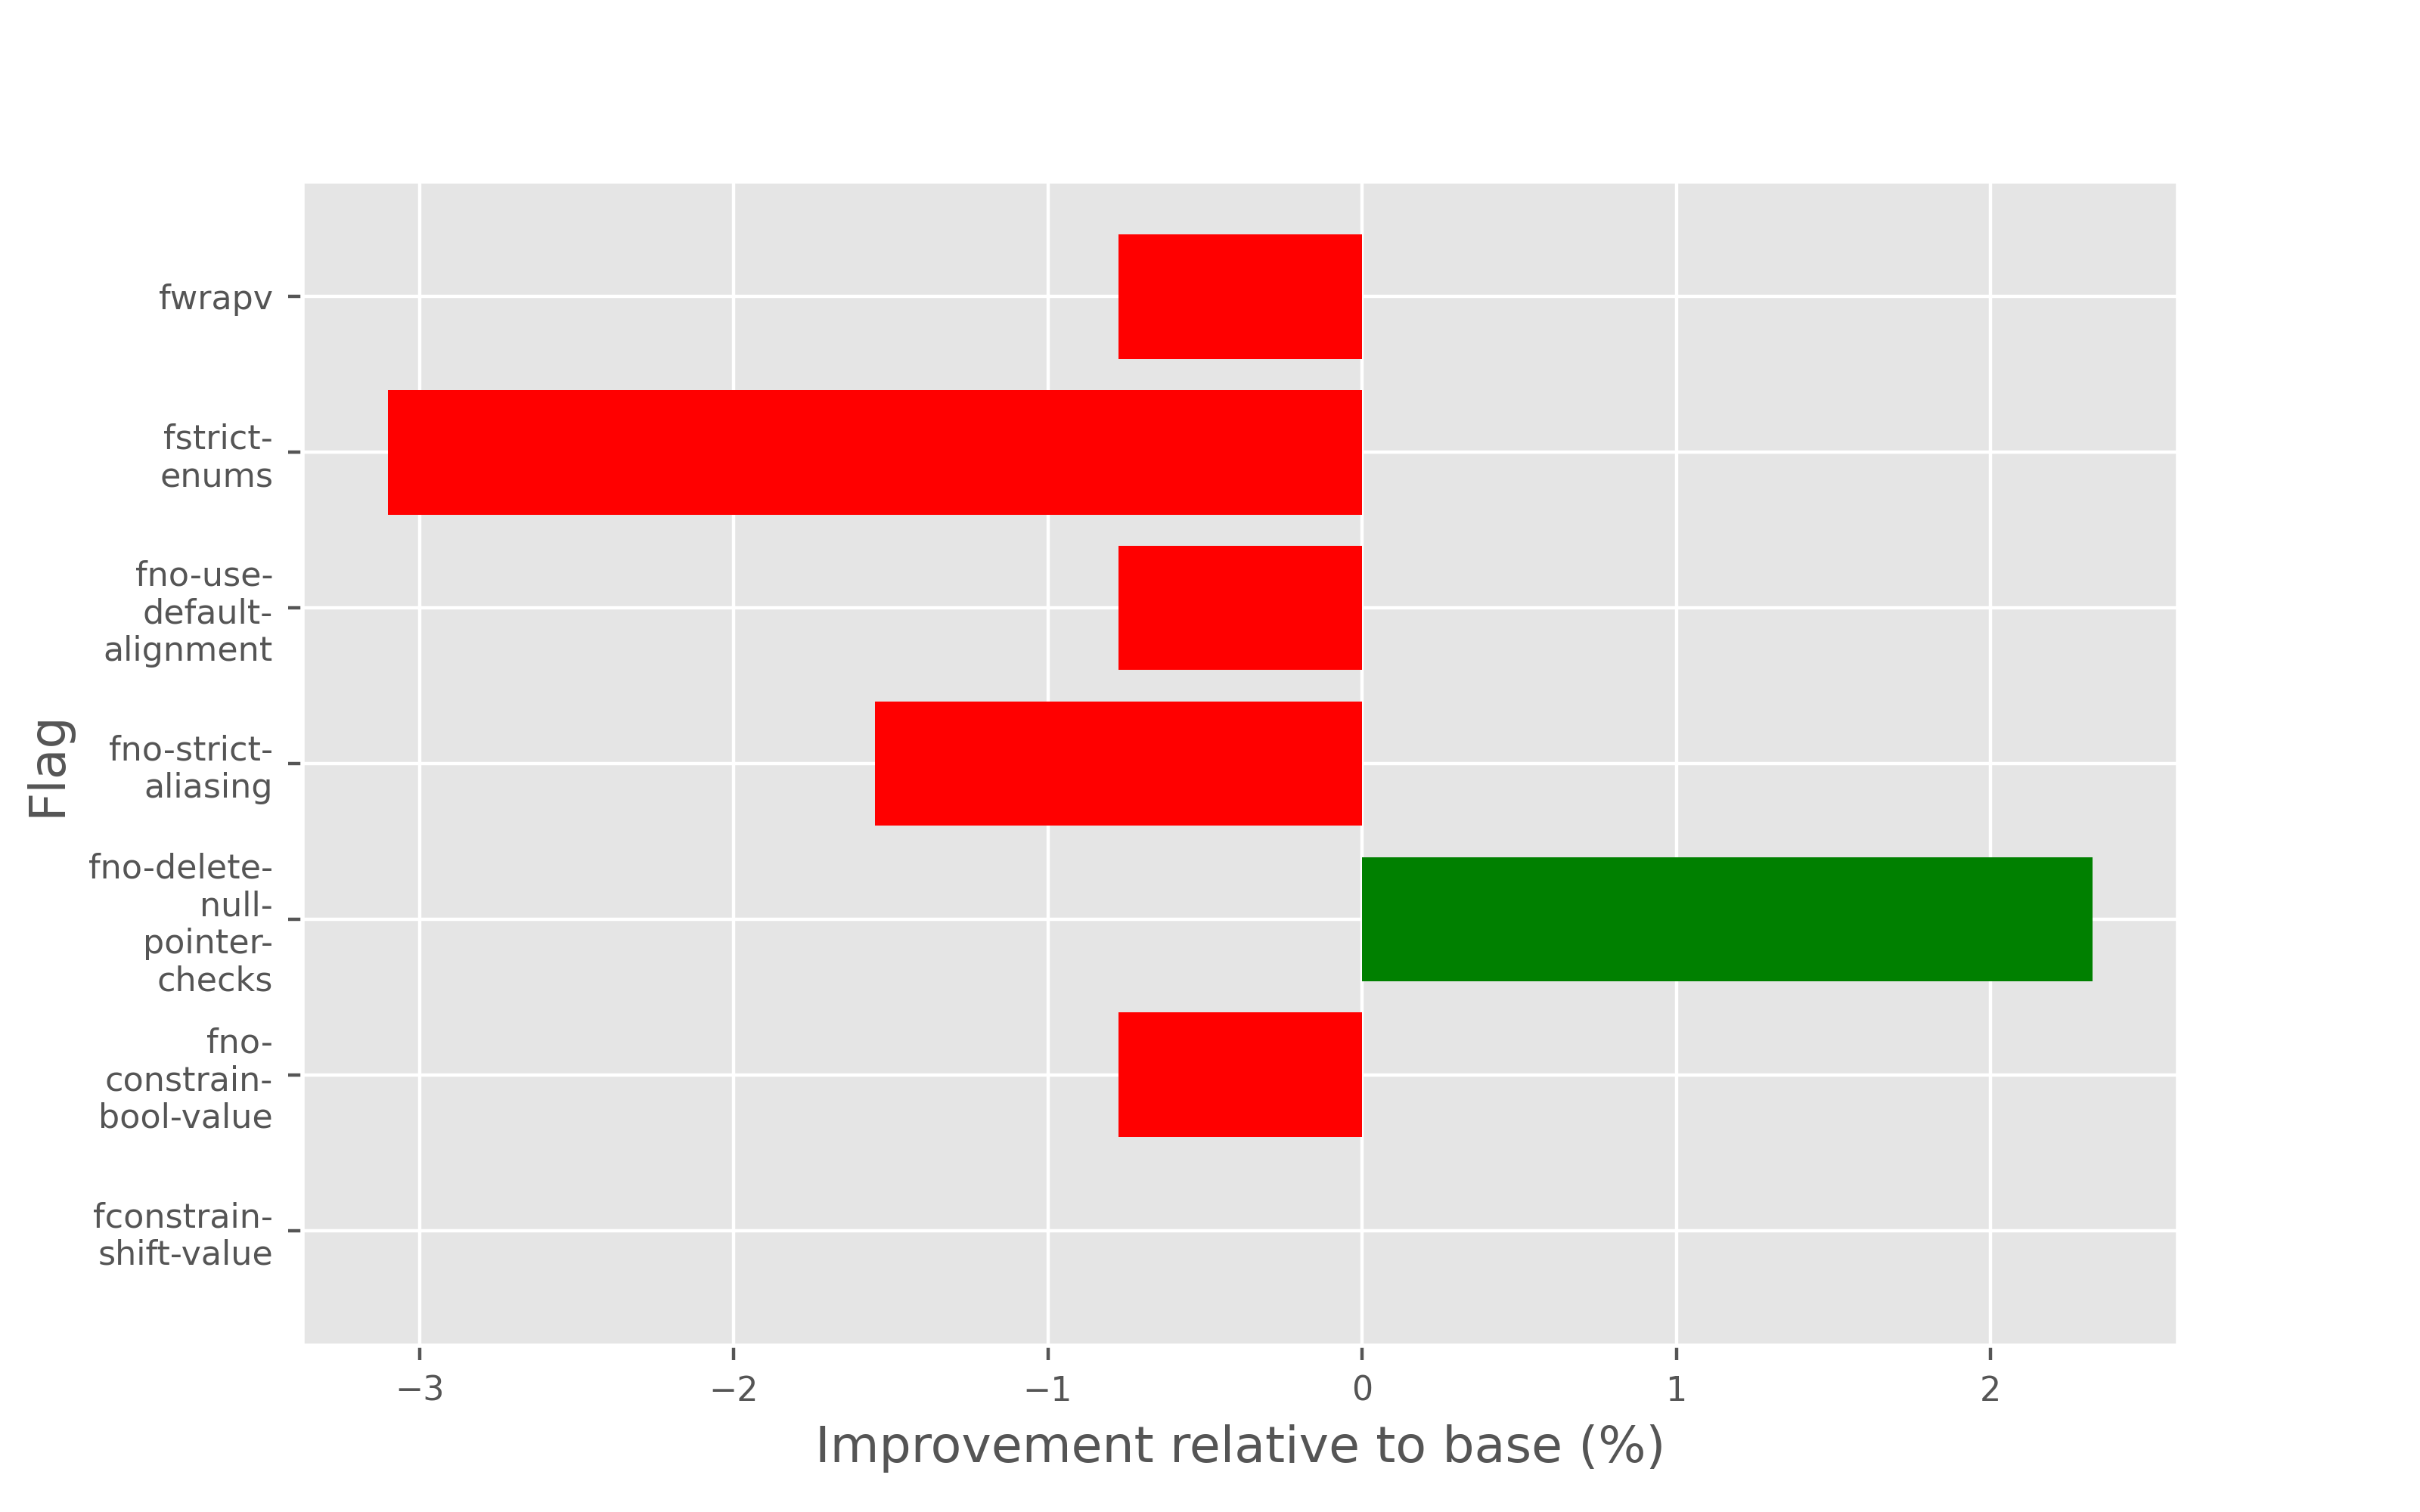 fwrapv
fstrict-
enums
fno-use-
default-
alignment
fno-strict-
aliasing
fno-delete-
null-
pointer-
checks
fno-
constrain-
bool-value
fconstrain-
shift-value
Flag
−3
−2
−1
0
1
2
Improvement relative to base (%)